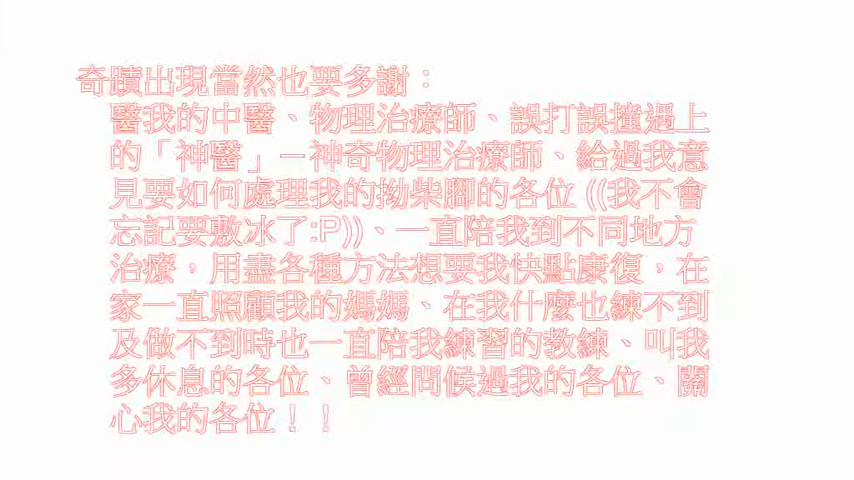 奇蹟出現當然也要多謝：
醫我的中醫、物理治療師、誤打誤撞遇上
的「神醫」－神奇物理治療師、給過我意
見要如何處理我的拗柴腳的各位 ((我不會
忘記要敷冰了:P))、一直陪我到不同地方
治療，用盡各種方法想要我快點康復，在
家一直照顧我的媽媽、在我什麼也練不到
及做不到時也一直陪我練習的教練、叫我
多休息的各位、曾經問候過我的各位、關
心我的各位！！